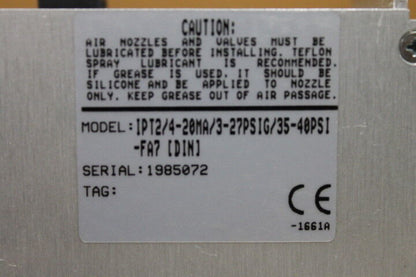 CAUTION:
AIR NOZZLES AND VALVES MUST BE
LUBRICATED BEFORE INSTALLING. TEFLON
SPRAY LUBRICANT IS RECOMMENDED.
IF GREASE IS USED. IT SHOULD BE
SILICONE AND BE APPLIED TO NOZZLE
ONLY. KEEP GREASE OUT OF AIR PASSAGE.
MODEL: IPT2/4-20MA/3-27PSIG/35-40PSI
-FA7 [DIN]
SERIAL: 1985072
TAG:
CE
-1661A